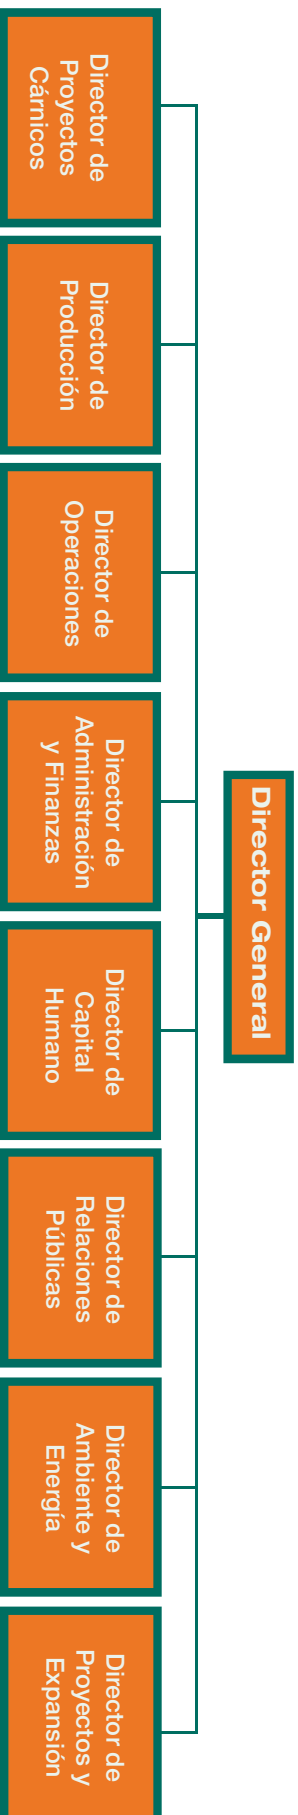 Director General
Director de
Proyectos
Cárnicos
Director de
Producción
Director de
Operaciones
Director de
Administración
y Finanzas
Director de
Capital
Humano
Director de
Relaciones
Públicas
Director de
Ambiente y
Energía
Director de
Proyectos y
Expansión